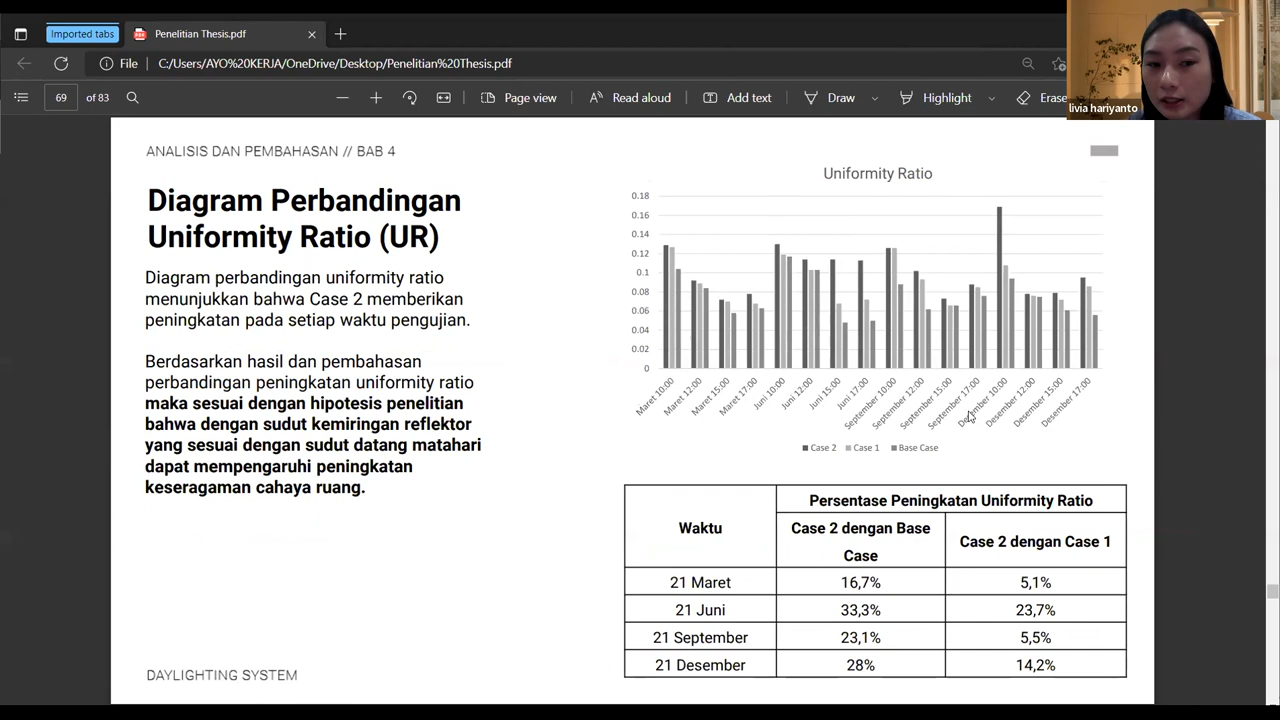 Imported tabs
Penelitian Thesis.pdf
File C:/Users/AYO%20KERJA/OneDrive/Desktop/Penelitian%20Thesis.pdf
69 of 83 Page view Read aloud Add text Draw Highlight Erase
livia hariyanto
ANALISIS DAN PEMBAHASAN // BAB 4
Diagram Perbandingan
Uniformity Ratio (UR)
Diagram perbandingan uniformity ratio
menunjukkan bahwa Case 2 memberikan
peningkatan pada setiap waktu pengujian.
Berdasarkan hasil dan pembahasan
perbandingan peningkatan uniformity ratio
maka sesuai dengan hipotesis penelitian
bahwa dengan sudut kemiringan reflektor
yang sesuai dengan sudut datang matahari
dapat mempengaruhi peningkatan
keseragaman cahaya ruang.
DAYLIGHTING SYSTEM
Uniformity Ratio
0.18
0.16
0.14
0.12
0.1
0.08
0.06
0.04
0.02
0
Maret 10:00
Maret 12:00
Maret 15:00
Maret 17:00
Juni 10:00
Juni 12:00
Juni 15:00
Juni 17:00
September 10:00
September 12:00
September 15:00
September 17:00
Desember 10:00
Desember 12:00
Desember 15:00
Desember 17:00
Case 2 Case 1 Base Case
Waktu Persentase Peningkatan Uniformity Ratio
Case 2 dengan Base
Case
Case 2 dengan Case 1
21 Maret 16,7% 5,1%
21 Juni 33,3% 23,7%
21 September 23,1% 5,5%
21 Desember 28% 14,2%